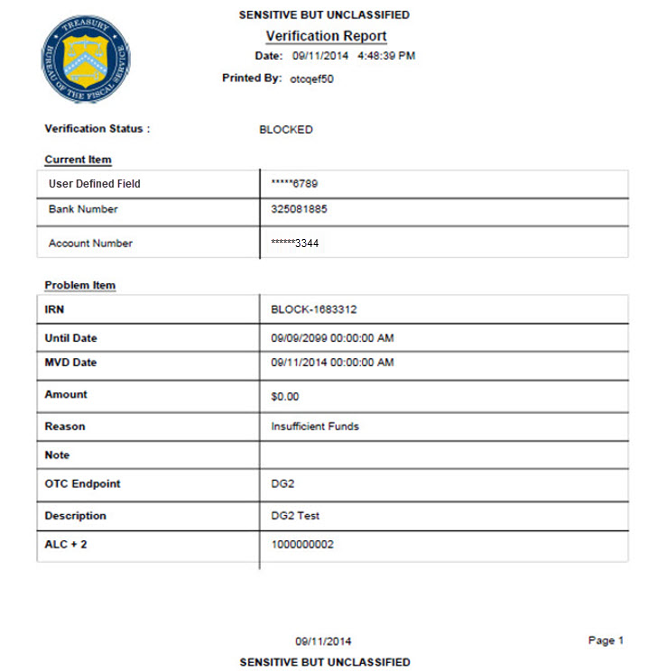 SENSITIVE BUT UNCLASSIFIED
TREASURY
BUREAU OF THE FISCAL SERVICE
Verification Report
Date: 09/11/2014 4:48:39 PM
Printed By: otcqef50
Verification Status : BLOCKED
Current Item
User Defined Field *****6789
Bank Number 325081885
Account Number ******3344
Problem Item
IRN BLOCK-1683312
Until Date 09/09/2099 00:00:00 AM
MVD Date 09/11/2014 00:00:00 AM
Amount $0.00
Reason Insufficient Funds
Note
OTC Endpoint DG2
Description DG2 Test
ALC + 2 1000000002
09/11/2014 Page 1
SENSITIVE BUT UNCLASSIFIED